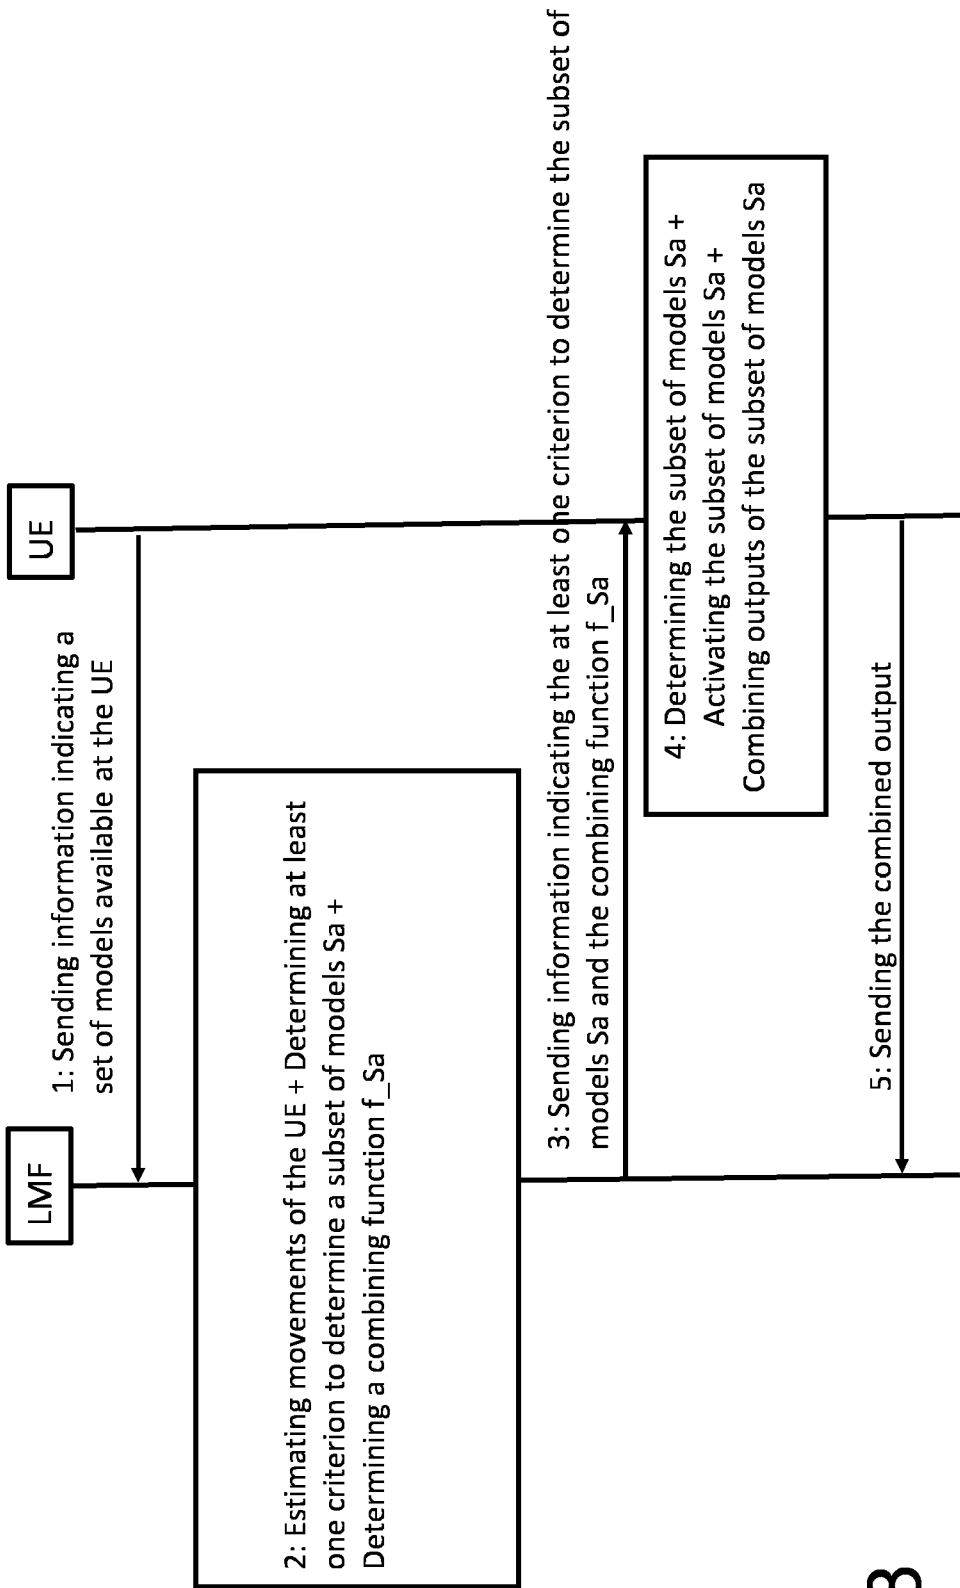 LMF
UE
1: Sending information indicating a
set of models available at the UE
2: Estimating movements of the UE + Determining at least
one criterion to determine a subset of models Sa +
Determining a combining function f_Sa
3: Sending information indicating the at least one criterion to determine the subset of
models Sa and the combining function f_Sa
4: Determining the subset of models Sa +
Activating the subset of models Sa +
Combining outputs of the subset of models Sa
5: Sending the combined output
3